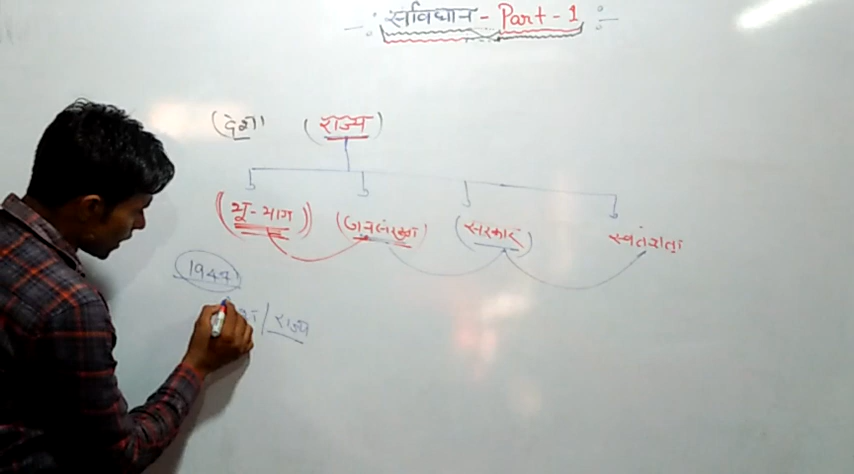 संविधान - Part - 1
(देश) (राज्य)
(भू-भाग) (जनसंख्या) (सरकार) स्वतंत्रता
1947
/राज्य